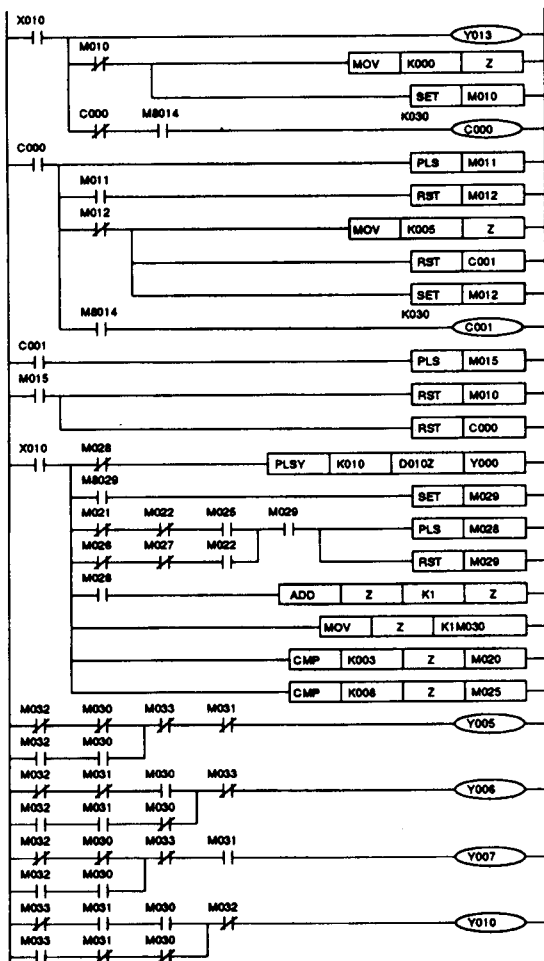 X010
Y013
M010
MOV K000 Z
SET M010
C000 M8014 K030
C000
C000
PLS M011
M011
RST M012
M012
MOV K005 Z
RST C001
SET M012
M8014 K030
C001
C001
PLS M015
M015
RST M010
RST C000
X010 M028
PLSY K010 D010Z Y000
M8029
SET M029
M021 M022 M025 M029
PLS M028
M026 M027 M022
RST M029
M028
ADD Z K1 Z
MOV Z K1M030
CMP K003 Z M020
CMP K008 Z M025
M032 M030 M033 M031
Y005
M032 M030
M032 M031 M030 M033
Y006
M032 M031 M030
M032 M030 M033 M031
Y007
M032 M030
M033 M031 M030 M032
Y010
M033 M031 M030